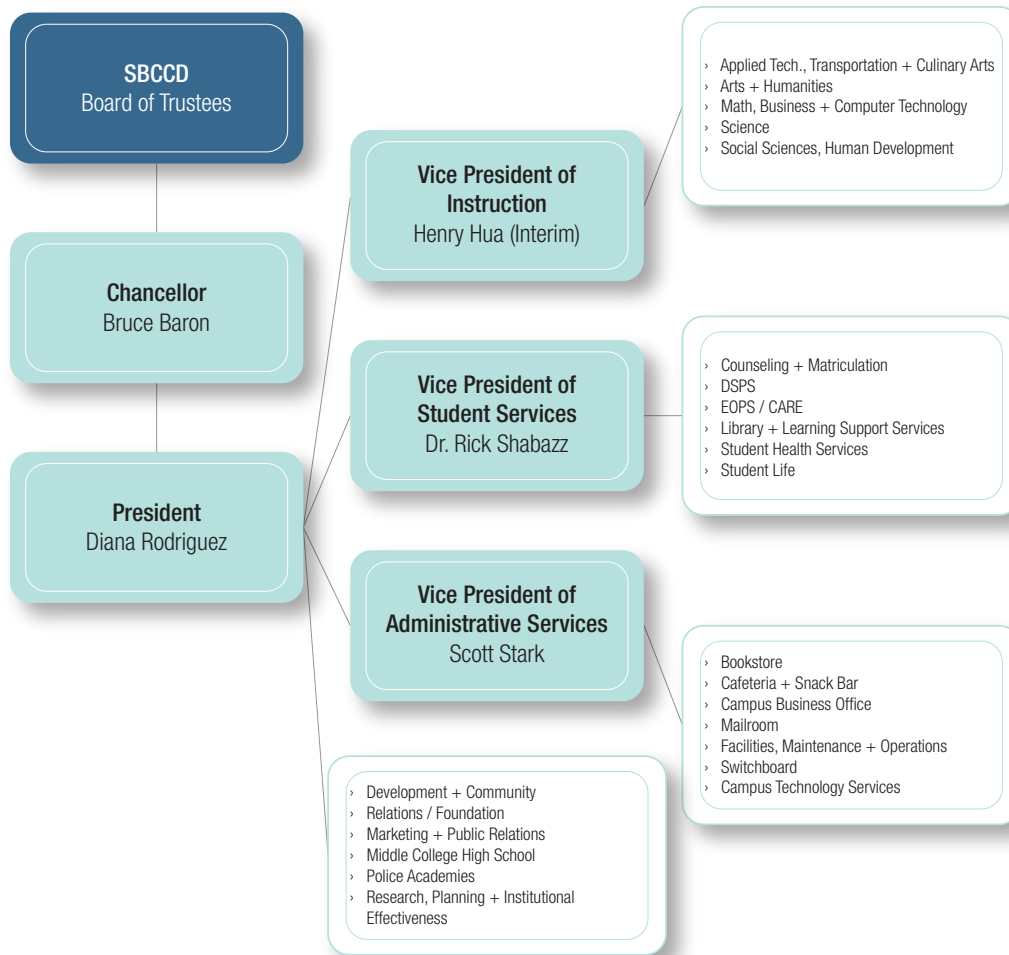 SBCCD
Board of Trustees
Chancellor
Bruce Baron
President
Diana Rodriguez
Vice President of
Instruction
Henry Hua (Interim)
› Applied Tech., Transportation + Culinary Arts
› Arts + Humanities
› Math, Business + Computer Technology
› Science
› Social Sciences, Human Development
Vice President of
Student Services
Dr. Rick Shabazz
› Counseling + Matriculation
› DSPS
› EOPS / CARE
› Library + Learning Support Services
› Student Health Services
› Student Life
Vice President of
Administrative Services
Scott Stark
› Bookstore
› Cafeteria + Snack Bar
› Campus Business Office
› Mailroom
› Facilities, Maintenance + Operations
› Switchboard
› Campus Technology Services
› Development + Community
› Relations / Foundation
› Marketing + Public Relations
› Middle College High School
› Police Academies
› Research, Planning + Institutional
Effectiveness